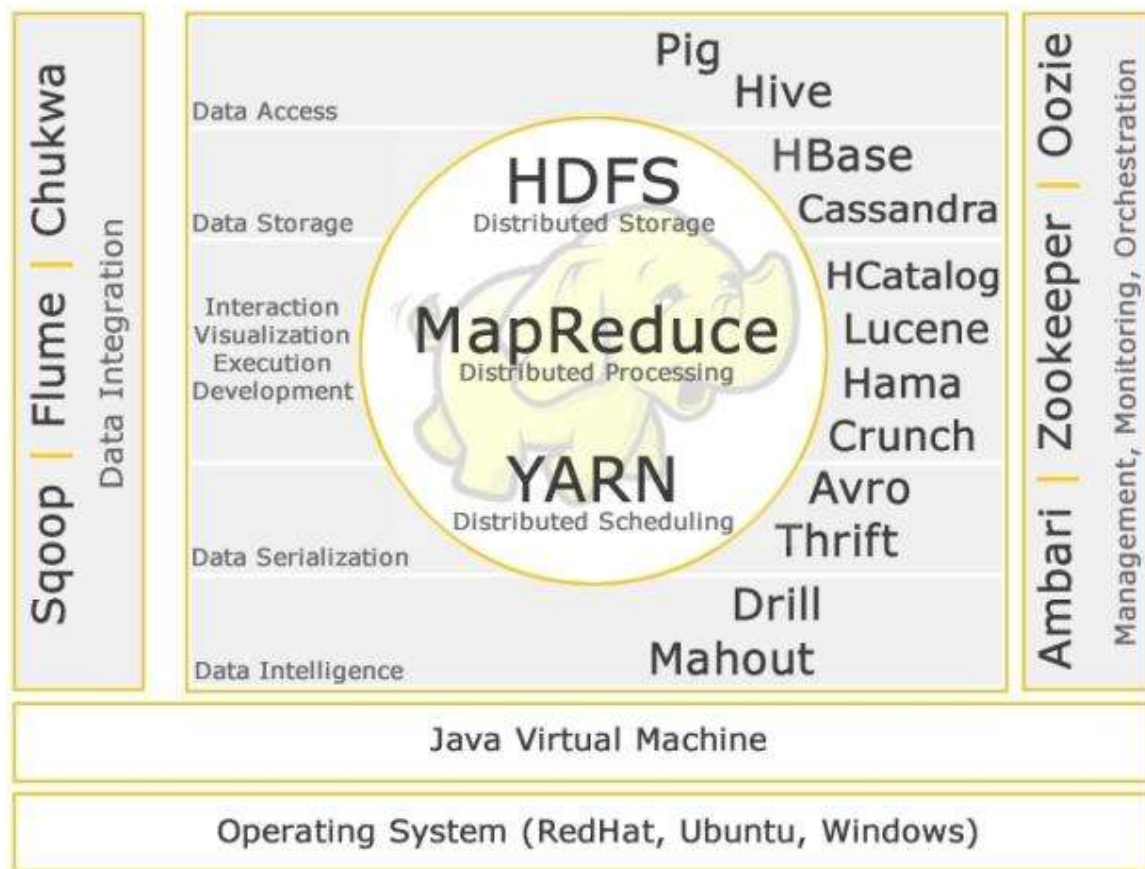 Sqoop | Flume | Chukwa
Data Integration
Pig
Hive
Data Access
HDFS
Distributed Storage
HBase
Cassandra
Data Storage
Interaction
Visualization
Execution
Development
MapReduce
Distributed Processing
HCatalog
Lucene
Hama
Crunch
YARN
Distributed Scheduling
Avro
Thrift
Data Serialization
Drill
Mahout
Data Intelligence
Ambari | Zookeeper | Oozie
Management, Monitoring, Orchestration
Java Virtual Machine
Operating System (RedHat, Ubuntu, Windows)